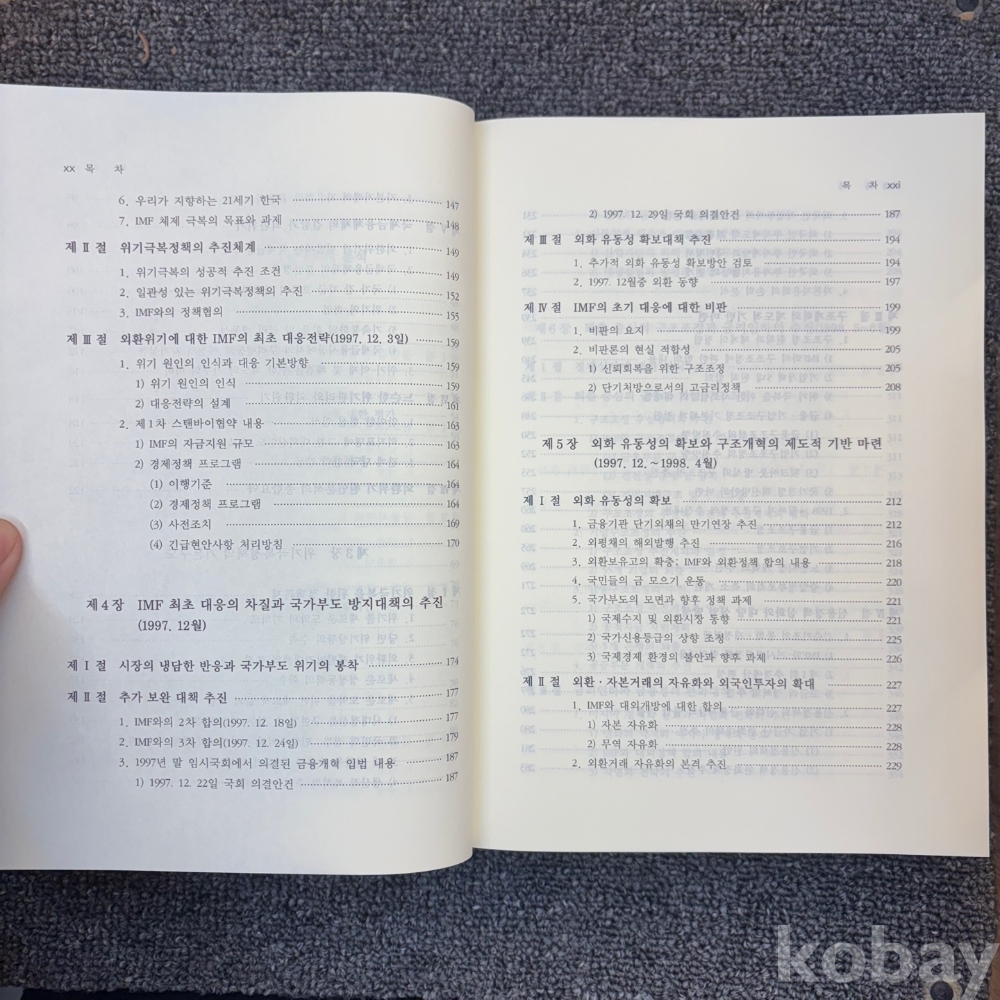 xx 목 차
6. 우리가 지향하는 21세기 한국 147
7. IMF 체제 극복의 목표와 과제 148
제 Ⅱ 절 위기극복정책의 추진체계 149
1. 위기극복의 성공적 추진 조건 149
2. 일관성 있는 위기극복정책의 추진 152
3. IMF와의 정책협의 155
제 Ⅲ 절 외환위기에 대한 IMF의 최초 대응전략(1997. 12. 3일) 159
1. 위기 원인의 인식과 대응 기본방향 159
1) 위기 원인의 인식 159
2) 대응전략의 설계 161
2. 제1차 스탠바이협약 내용 163
1) IMF의 자금지원 규모 163
2) 경제정책 프로그램 164
(1) 이행기준 164
(2) 경제정책 프로그램 164
(3) 사전조치 169
(4) 긴급현안사항 처리방침 170
제4장 IMF 최초 대응의 차질과 국가부도 방지대책의 추진
(1997. 12월)
제 Ⅰ 절 시장의 냉담한 반응과 국가부도 위기의 봉착 174
제 Ⅱ 절 추가 보완 대책 추진 177
1. IMF와의 2차 합의(1997. 12. 18일) 177
2. IMF와의 3차 합의(1997. 12. 24일) 179
3. 1997년 말 임시국회에서 의결된 금융개혁 입법 내용 187
1) 1997. 12. 22일 국회 의결안건 187
목 차 xxi
2) 1997. 12. 29일 국회 의결안건 187
제 Ⅲ 절 외화 유동성 확보대책 추진 194
1. 추가적 외화 유동성 확보방안 검토 194
2. 1997. 12월중 외환 동향 197
제 Ⅳ 절 IMF의 초기 대응에 대한 비판 199
1. 비판의 요지 199
2. 비판론의 현실 적합성 205
1) 신뢰회복을 위한 구조조정 205
2) 단기처방으로서의 고금리정책 208
제5장 외화 유동성의 확보와 구조개혁의 제도적 기반 마련
(1997. 12. ~ 1998. 4월)
제 Ⅰ 절 외화 유동성의 확보 212
1. 금융기관 단기외채의 만기연장 추진 212
2. 외평채의 해외발행 추진 216
3. 외환보유고의 확충: IMF와 외환정책 합의 내용 218
4. 국민들의 금 모으기 운동 220
5. 국가부도의 모면과 향후 정책 과제 221
1) 국제수지 및 외환시장 동향 221
2) 국가신용등급의 상향 조정 225
3) 국제경제 환경의 불안과 향후 과제 226
제 Ⅱ 절 외환·자본거래의 자유화와 외국인투자의 확대 227
1. IMF와 대외개방에 대한 합의 227
1) 자본 자유화 228
2) 무역 자유화 228
2. 외환거래 자유화의 본격 추진 229
kobay